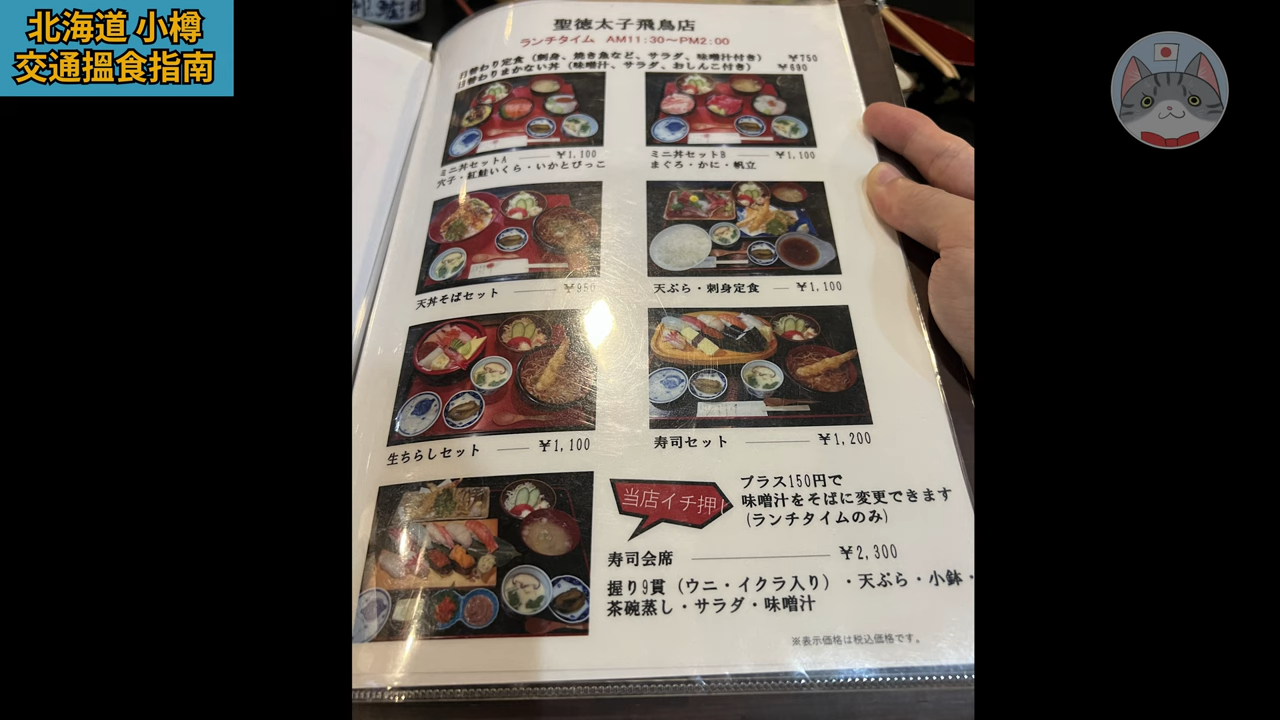 北海道 小樽
交通搵食指南
聖徳太子飛鳥店
ランチタイム AM11:30～PM2:00
日替わり定食（刺身、焼き魚など、サラダ、味噌汁付き） ￥750
日替わりまかない丼（味噌汁、サラダ、おしんこ付き） ￥690
ミニ丼セットA ￥1,100
穴子・紅鮭いくら・いかとびっこ
ミニ丼セットB ￥1,100
まぐろ・かに・帆立
天丼そばセット ￥950
天ぷら・刺身定食 ￥1,100
生ちらしセット ￥1,100
寿司セット ￥1,200
当店イチ押し
プラス150円で
味噌汁をそばに変更できます
(ランチタイムのみ)
寿司会席 ￥2,300
握り9貫（ウニ・イクラ入り）・天ぷら・小鉢・
茶碗蒸し・サラダ・味噌汁
※表示価格は税込価格です。